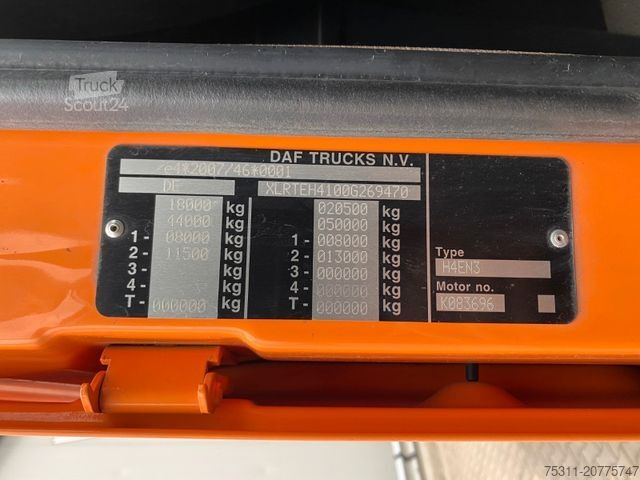 Truck
Scout24
DAF TRUCKS N.V.
e4*2007/46*0001
DE XLRTEH4100G269470
18000 kg 020500 kg
44000 kg 050000 kg
1- 08000 kg 1- 008000 kg
2- 11500 kg 2- 013000 kg
3- kg 3- 000000 kg
4- kg 4- 000000 kg
T- 000000 kg T- 000000 kg
Type
H4EN3
Motor no.
K083696
75311-20775747